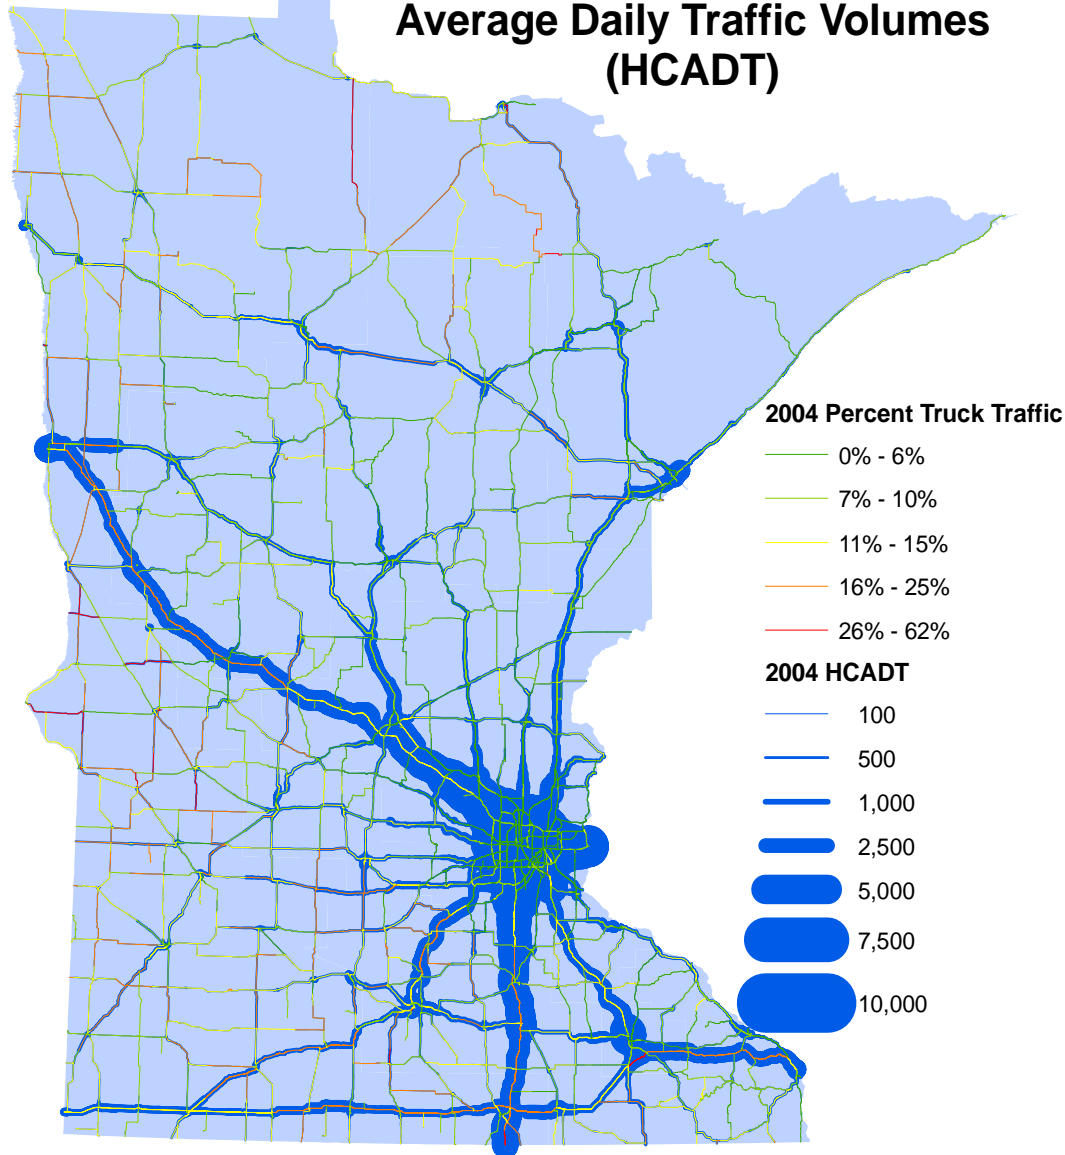 Average Daily Traffic Volumes
(HCADT)
2004 Percent Truck Traffic
0% - 6%
7% - 10%
11% - 15%
16% - 25%
26% - 62%
2004 HCADT
100
500
1,000
2,500
5,000
7,500
10,000